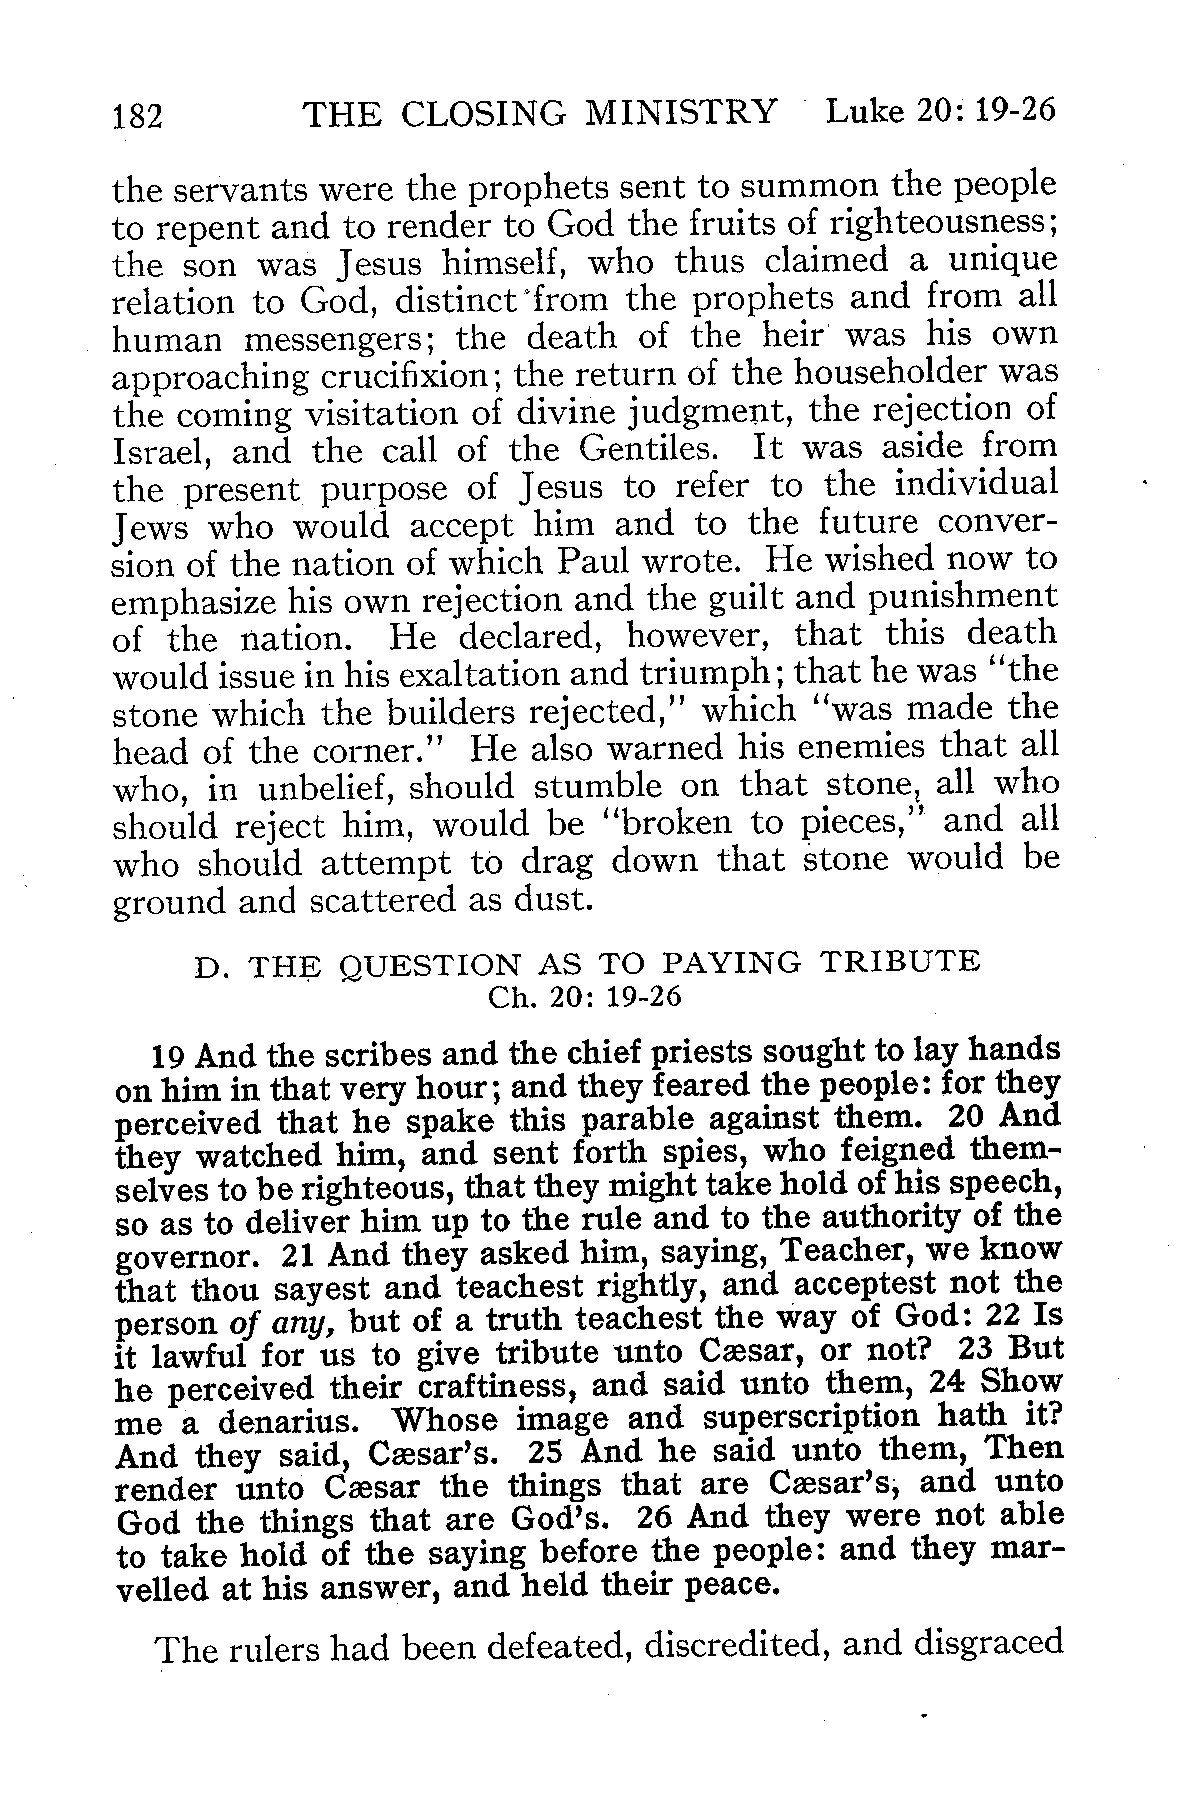 182 THE CLOSING MINISTRY Luke 20: 19-26
the servants were the prophets sent to summon the people
to repent and to render to God the fruits of righteousness;
the son was Jesus himself, who thus claimed a unique
relation to God, distinct from the prophets and from all
human messengers; the death of the heir was his own
approaching crucifixion; the return of the householder was
the coming visitation of divine judgment, the rejection of
Israel, and the call of the Gentiles. It was aside from
the present purpose of Jesus to refer to the individual
Jews who would accept him and to the future conver-
sion of the nation of which Paul wrote. He wished now to
emphasize his own rejection and the guilt and punishment
of the nation. He declared, however, that this death
would issue in his exaltation and triumph; that he was "the
stone which the builders rejected," which "was made the
head of the corner." He also warned his enemies that all
who, in unbelief, should stumble on that stone, all who
should reject him, would be "broken to pieces," and all
who should attempt to drag down that stone would be
ground and scattered as dust.
D. THE QUESTION AS TO PAYING TRIBUTE
Ch. 20: 19-26
19 And the scribes and the chief priests sought to lay hands
on him in that very hour; and they feared the people: for they
perceived that he spake this parable against them. 20 And
they watched him, and sent forth spies, who feigned them-
selves to be righteous, that they might take hold of his speech,
so as to deliver him up to the rule and to the authority of the
governor. 21 And they asked him, saying, Teacher, we know
that thou sayest and teachest rightly, and acceptest not the
person of any, but of a truth teachest the way of God: 22 Is
it lawful for us to give tribute unto Cæsar, or not? 23 But
he perceived their craftiness, and said unto them, 24 Show
me a denarius. Whose image and superscription hath it?
And they said, Cæsar's. 25 And he said unto them, Then
render unto Cæsar the things that are Cæsar's, and unto
God the things that are God's. 26 And they were not able
to take hold of the saying before the people: and they mar-
velled at his answer, and held their peace.
The rulers had been defeated, discredited, and disgraced